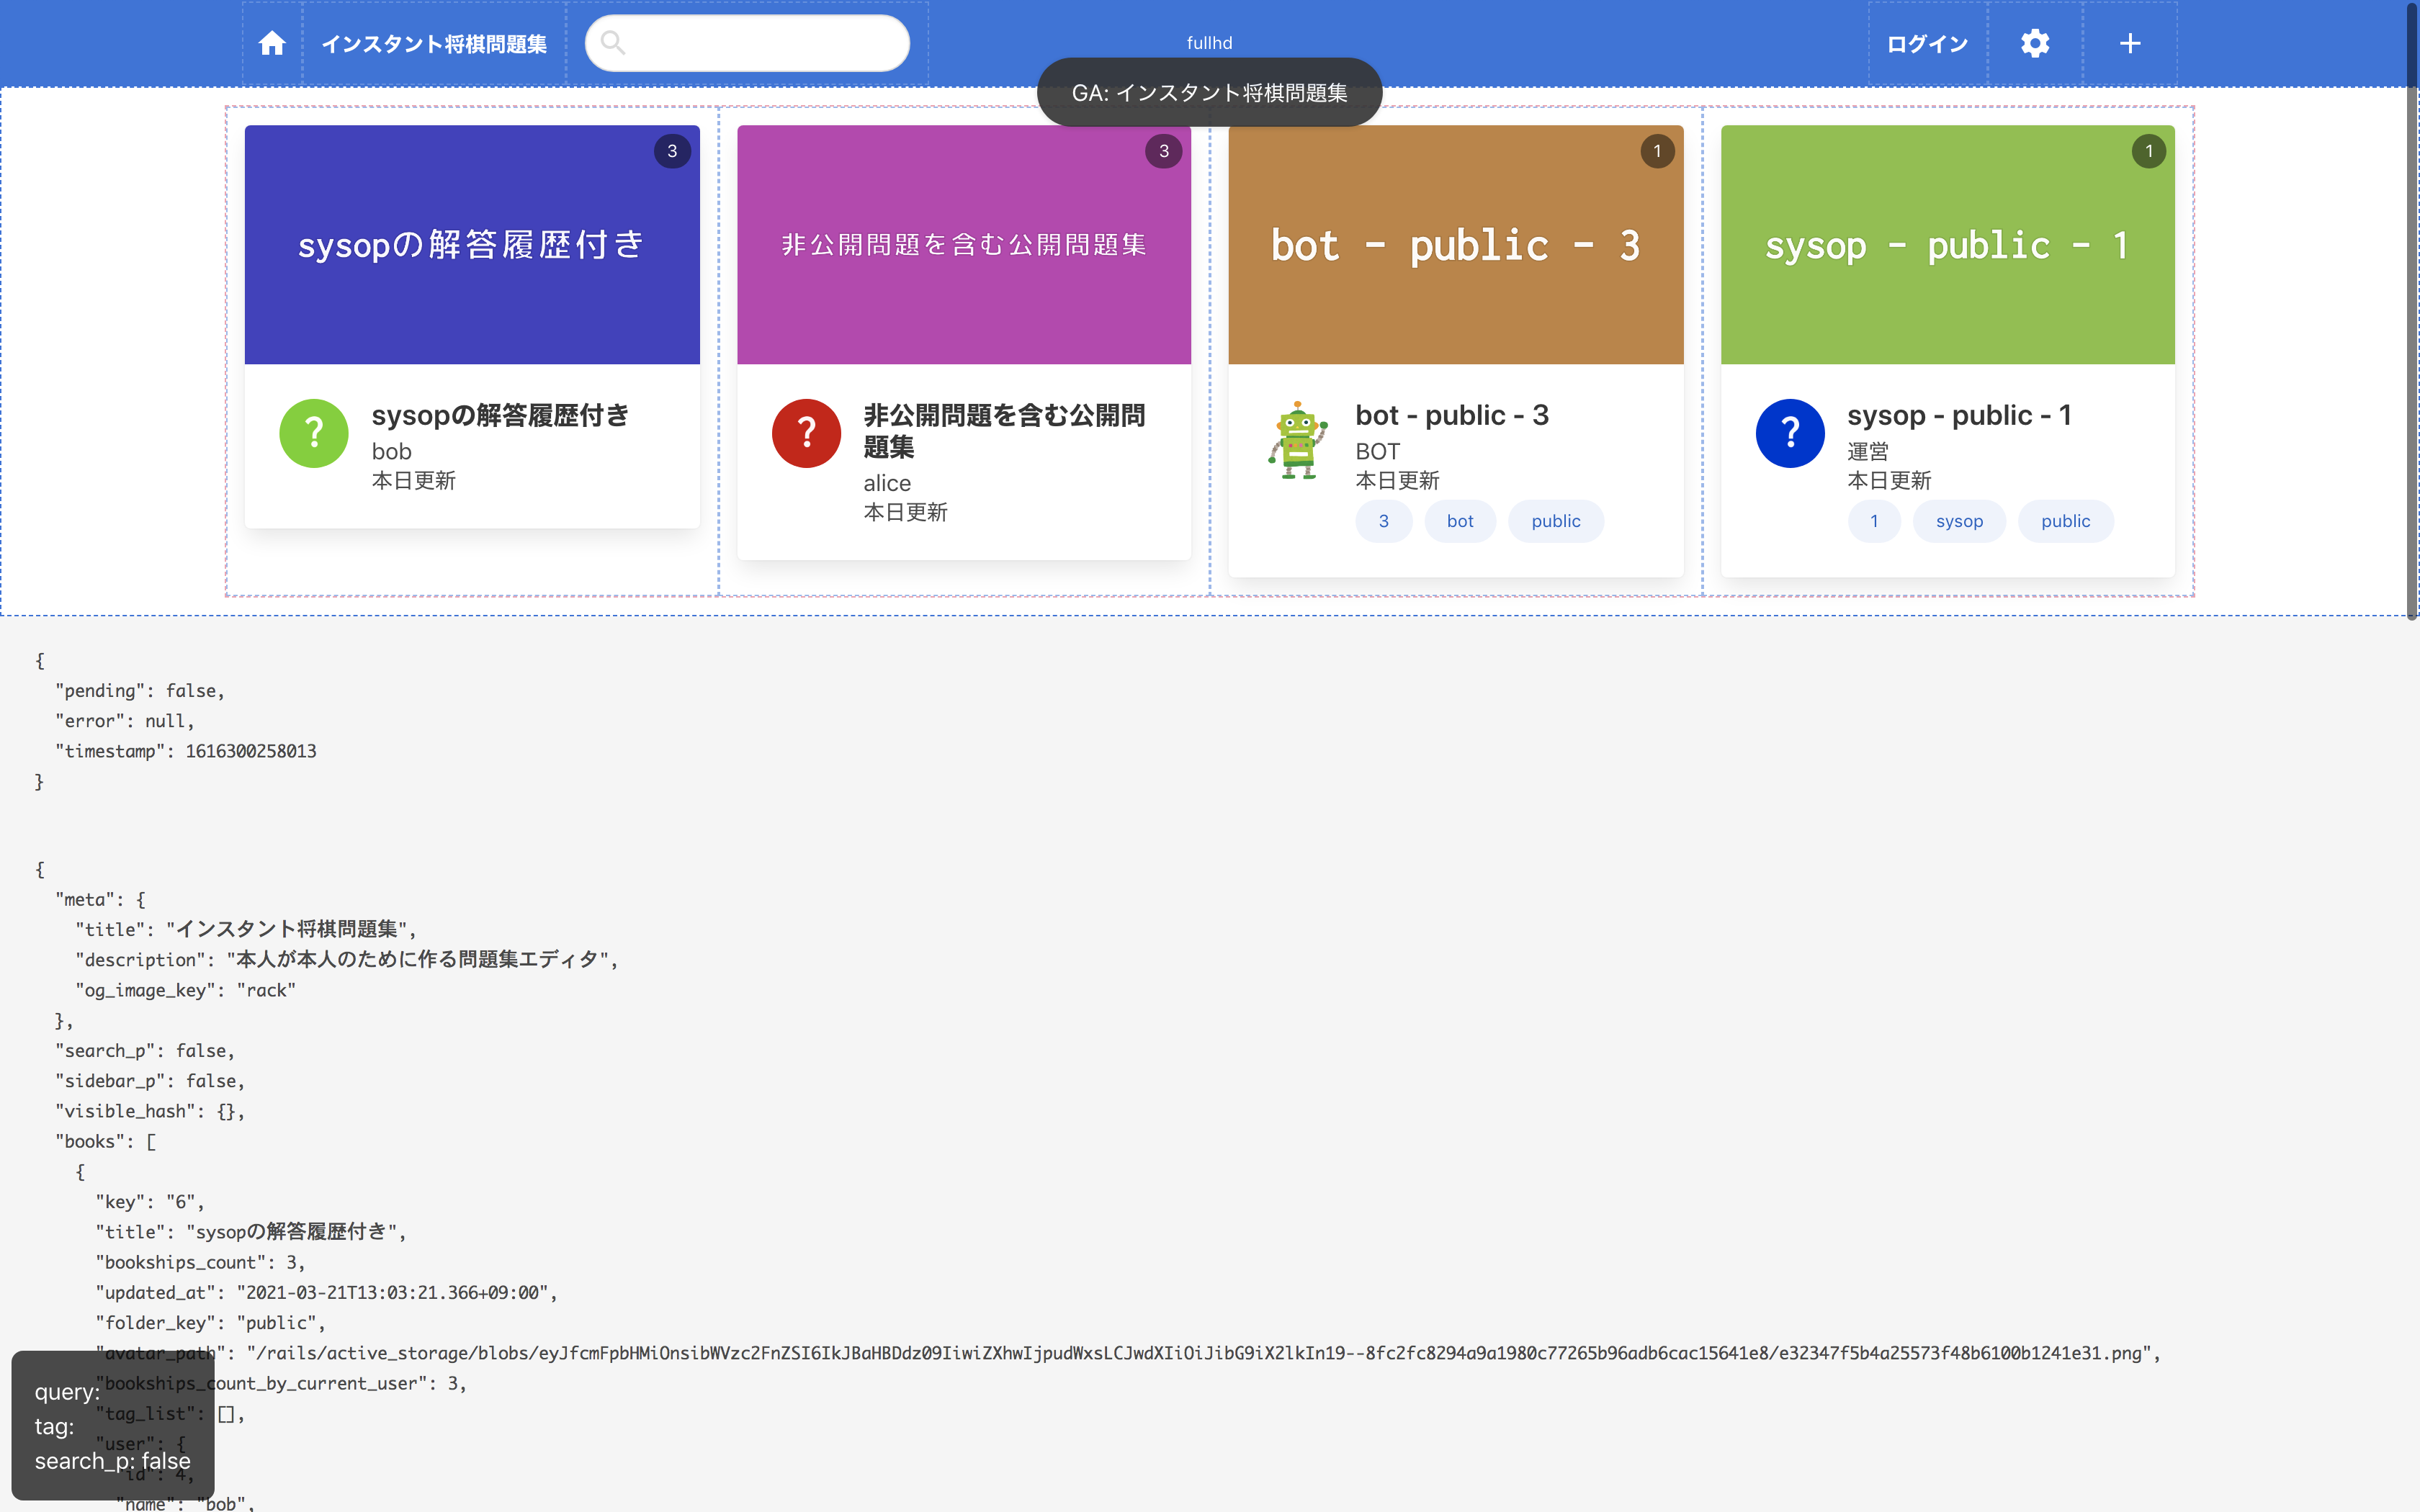 インスタント将棋問題集
fullhd
ログイン
GA: インスタント将棋問題集
3
sysopの解答履歴付き
3
非公開問題を含む公開問題集
1
bot - public - 3
1
sysop - public - 1
?
sysopの解答履歴付き
bob
本日更新
?
非公開問題を含む公開問
題集
alice
本日更新
bot - public - 3
BOT
本日更新
3 bot public
?
sysop - public - 1
運営
本日更新
1 sysop public
{
"pending": false,
"error": null,
"timestamp": 1616300258013
}
{
"meta": {
"title": "インスタント将棋問題集",
"description": "本人が本人のために作る問題集エディタ",
"og_image_key": "rack"
},
"search_p": false,
"sidebar_p": false,
"visible_hash": {},
"books": [
{
"key": "6",
"title": "sysopの解答履歴付き",
"bookships_count": 3,
"updated_at": "2021-03-21T13:03:21.366+09:00",
"folder_key": "public",
"avatar_path": "/rails/active_storage/blobs/eyJfcmFpbHMiOnsibWVzc2FnZSI6IkJBaHBDdz09IiwiZXhwIjpudWxsLCJwdXIiOiJibG9iX2lkIn19--8fc2fc8294a9a1980c77265b96adb6cac15641e8/e32347f5b4a25573f48b6100b1241e31.png",
"bookships_count_by_current_user": 3,
"tag_list": [],
"user": {
"id": 4,
"name": "bob",
query:
tag:
search_p: false